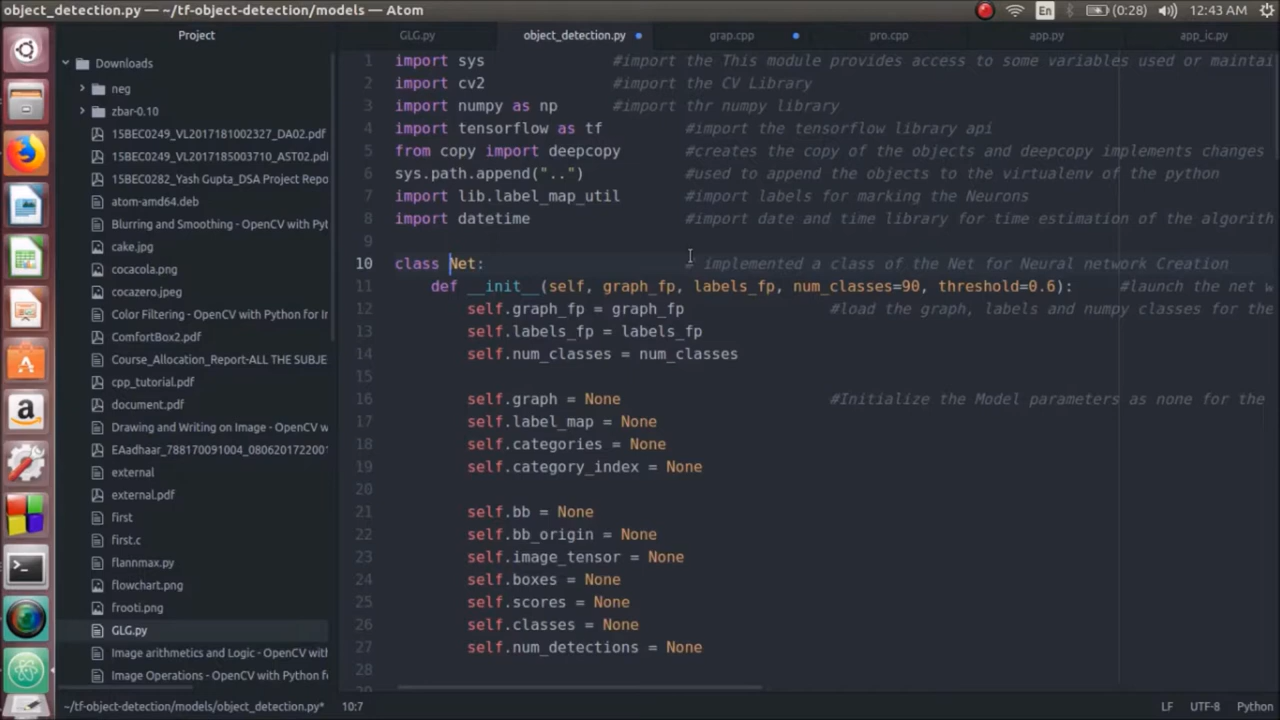 object_detection.py — ~/tf-object-detection/models — Atom
En
(0:28)
12:43 AM
Project
GLG.py
object_detection.py
grap.cpp
pro.cpp
app.py
app_ic.py
Downloads
neg
zbar-0.10
15BEC0249_VL2017181002327_DA02.pdf
15BEC0249_VL2017185003710_AST02.pdf
15BEC0282_Yash Gupta_DSA Project Repo
atom-amd64.deb
Blurring and Smoothing - OpenCV with Pyt
cake.jpg
cocacola.png
cocazero.jpeg
Color Filtering - OpenCV with Python for In
ComfortBox2.pdf
Course_Allocation_Report-ALL THE SUBJE
cpp_tutorial.pdf
document.pdf
Drawing and Writing on Image - OpenCV w
EAadhaar_788170091004_0806201722001
external
external.pdf
first
first.c
flannmax.py
flowchart.png
frooti.png
GLG.py
Image arithmetics and Logic - OpenCV with
Image Operations - OpenCV with Python fo
1 import sys #import the This module provides access to some variables used or maintai
2 import cv2 #import the CV Library
3 import numpy as np #import thr numpy library
4 import tensorflow as tf #import the tensorflow library api
5 from copy import deepcopy #creates the copy of the objects and deepcopy implements changes
6 sys.path.append("..") #used to append the objects to the virtualenv of the python
7 import lib.label_map_util #import labels for marking the Neurons
8 import datetime #import date and time library for time estimation of the algorith
9
10 class Net: # implemented a class of the Net for Neural network Creation
11 def __init__(self, graph_fp, labels_fp, num_classes=90, threshold=0.6): #launch the net w
12 self.graph_fp = graph_fp #load the graph, labels and numpy classes for the
13 self.labels_fp = labels_fp
14 self.num_classes = num_classes
15
16 self.graph = None #Initialize the Model parameters as none for the
17 self.label_map = None
18 self.categories = None
19 self.category_index = None
20
21 self.bb = None
22 self.bb_origin = None
23 self.image_tensor = None
24 self.boxes = None
25 self.scores = None
26 self.classes = None
27 self.num_detections = None
28
~/tf-object-detection/models/object_detection.py* 10:7
LF UTF-8 Python